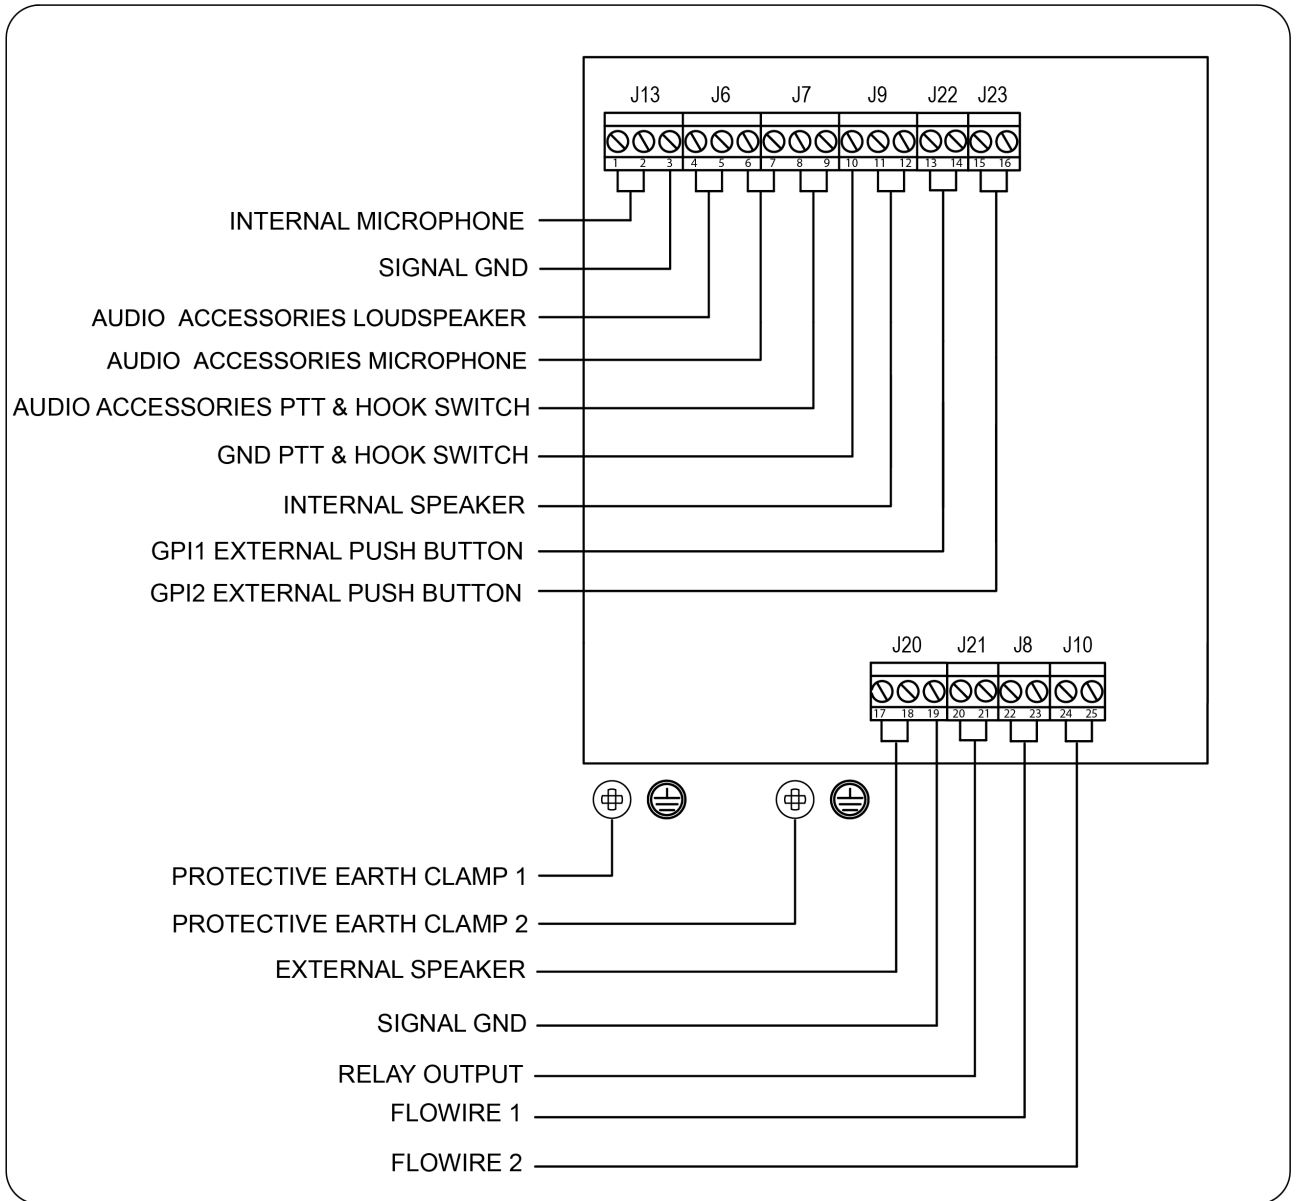 J13 J6 J7 J9 J22 J23
1 2 3 4 5 6 7 8 9 10 11 12 13 14 15 16
INTERNAL MICROPHONE
SIGNAL GND
AUDIO ACCESSORIES LOUDSPEAKER
AUDIO ACCESSORIES MICROPHONE
AUDIO ACCESSORIES PTT & HOOK SWITCH
GND PTT & HOOK SWITCH
INTERNAL SPEAKER
GPI1 EXTERNAL PUSH BUTTON
GPI2 EXTERNAL PUSH BUTTON
J20 J21 J8 J10
17 18 19 20 21 22 23 24 25
PROTECTIVE EARTH CLAMP 1
PROTECTIVE EARTH CLAMP 2
EXTERNAL SPEAKER
SIGNAL GND
RELAY OUTPUT
FLOWIRE 1
FLOWIRE 2